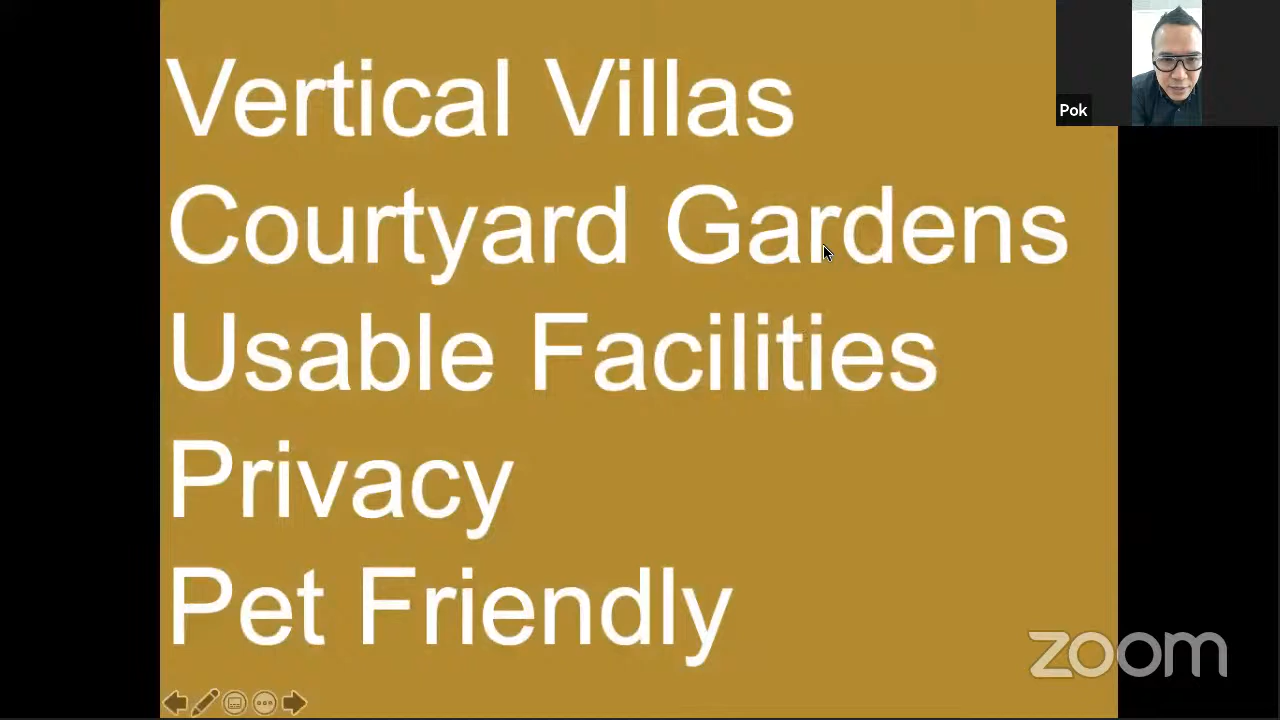 Vertical Villas
Courtyard Gardens
Usable Facilities
Privacy
Pet Friendly
Pok
zoom